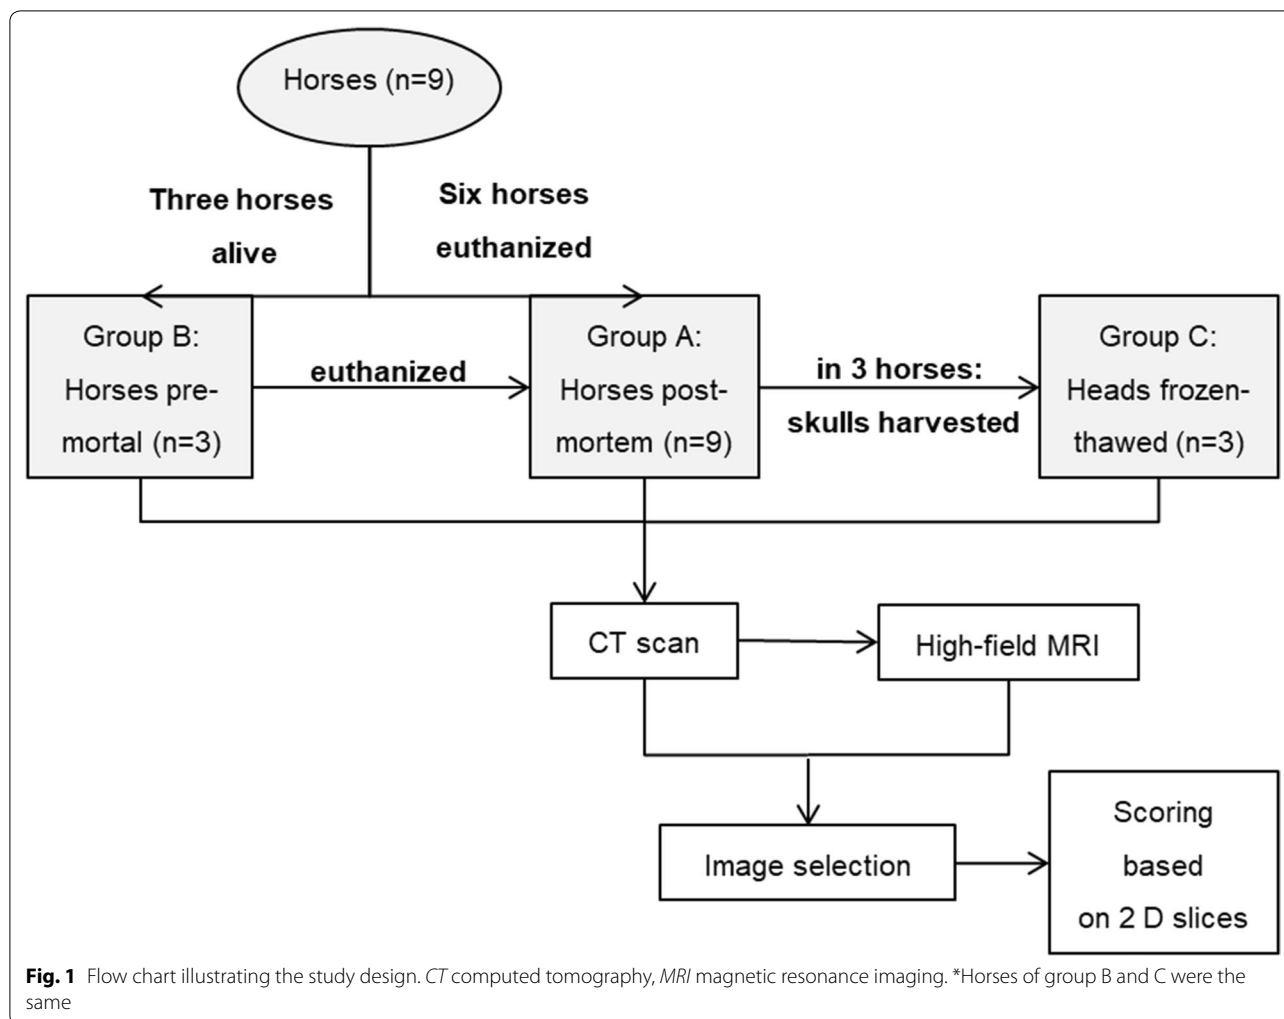 Horses (n=9)
Three horses
alive
Six horses
euthanized
Group B:
Horses pre-
mortal (n=3)
euthanized
Group A:
Horses post-
mortem (n=9)
in 3 horses:
skulls harvested
Group C:
Heads frozen-
thawed (n=3)
CT scan
High-field MRI
Image selection
Scoring
based
on 2 D slices
Fig. 1 Flow chart illustrating the study design. CT computed tomography, MRI magnetic resonance imaging. *Horses of group B and C were the
same